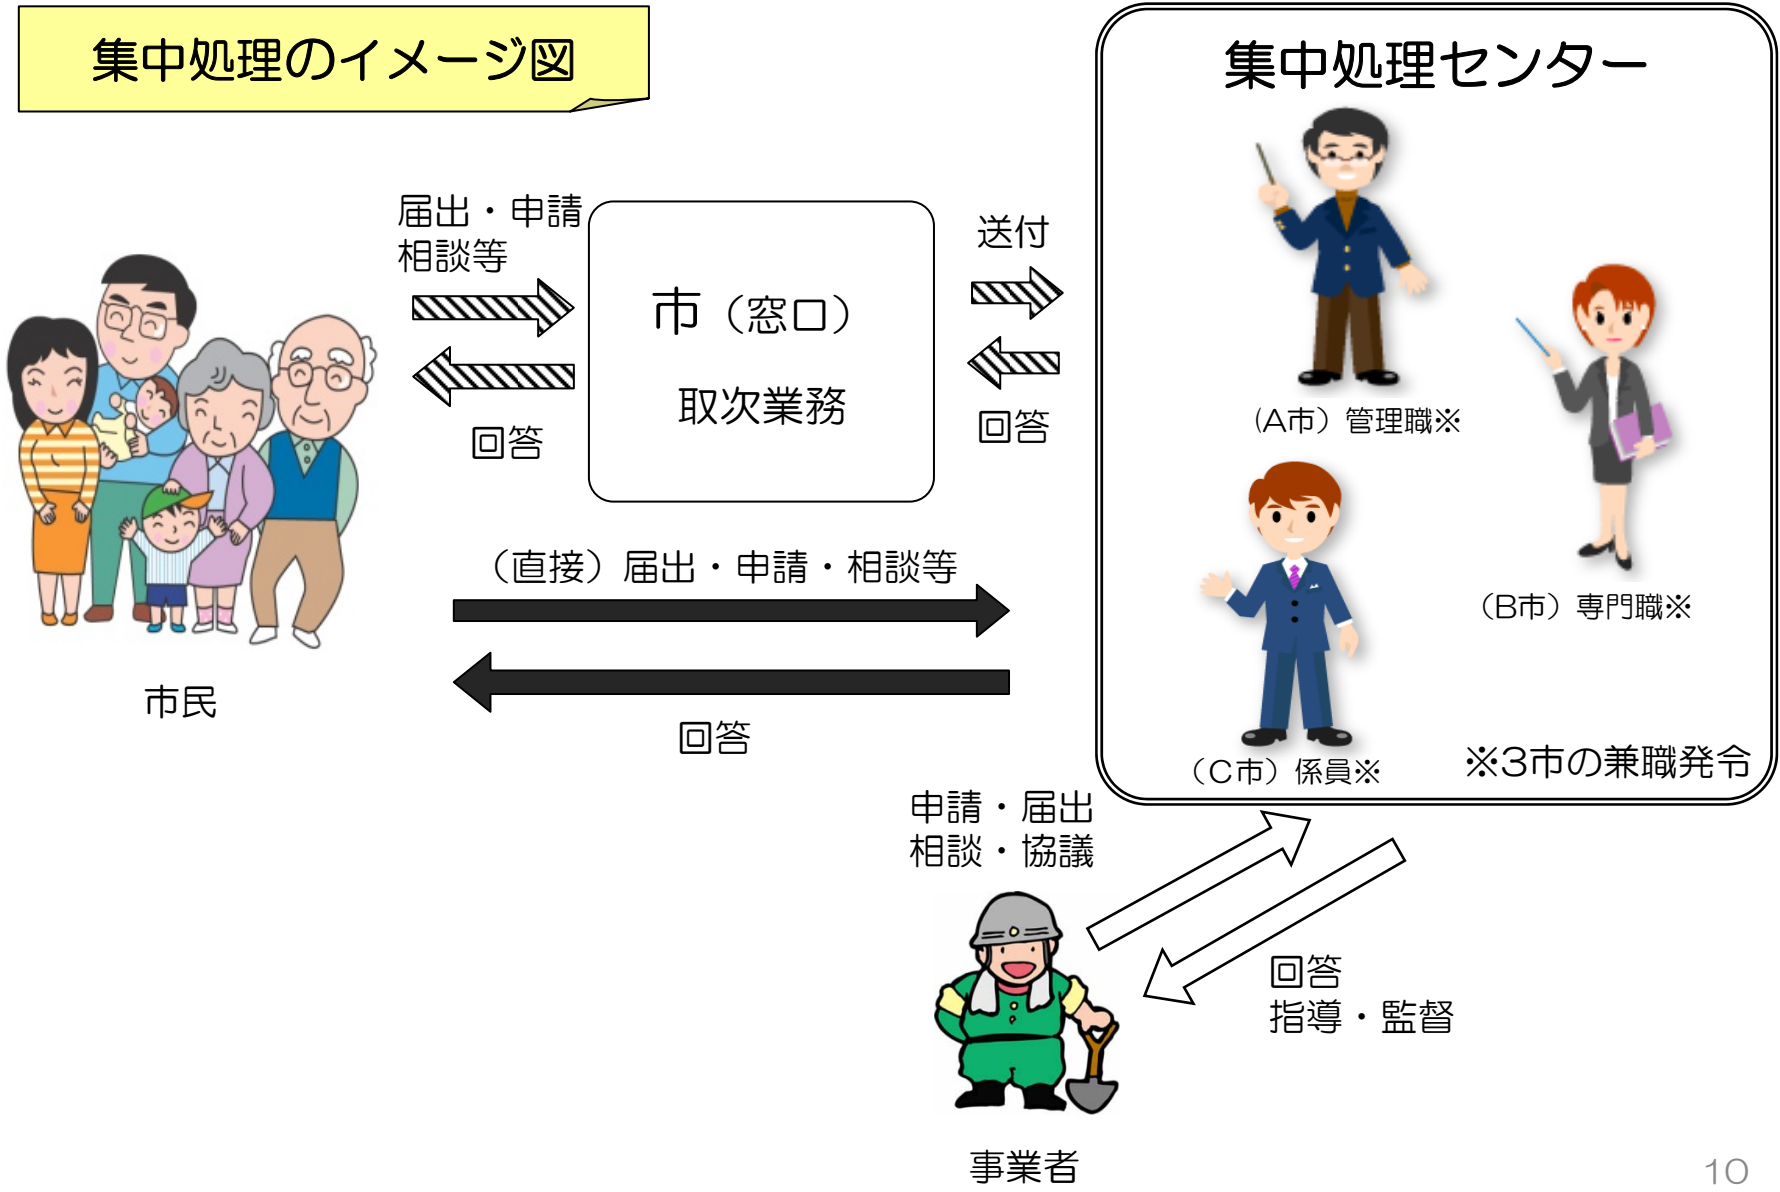 集中処理のイメージ図
集中処理センター
届出・申請
相談等
市（窓口）
取次業務
送付
回答
回答
(A市）管理職※
（B市）専門職※
（C市）係員※
※3市の兼職発令
（直接）届出・申請・相談等
回答
市民
申請・届出
相談・協議
回答
指導・監督
事業者
10